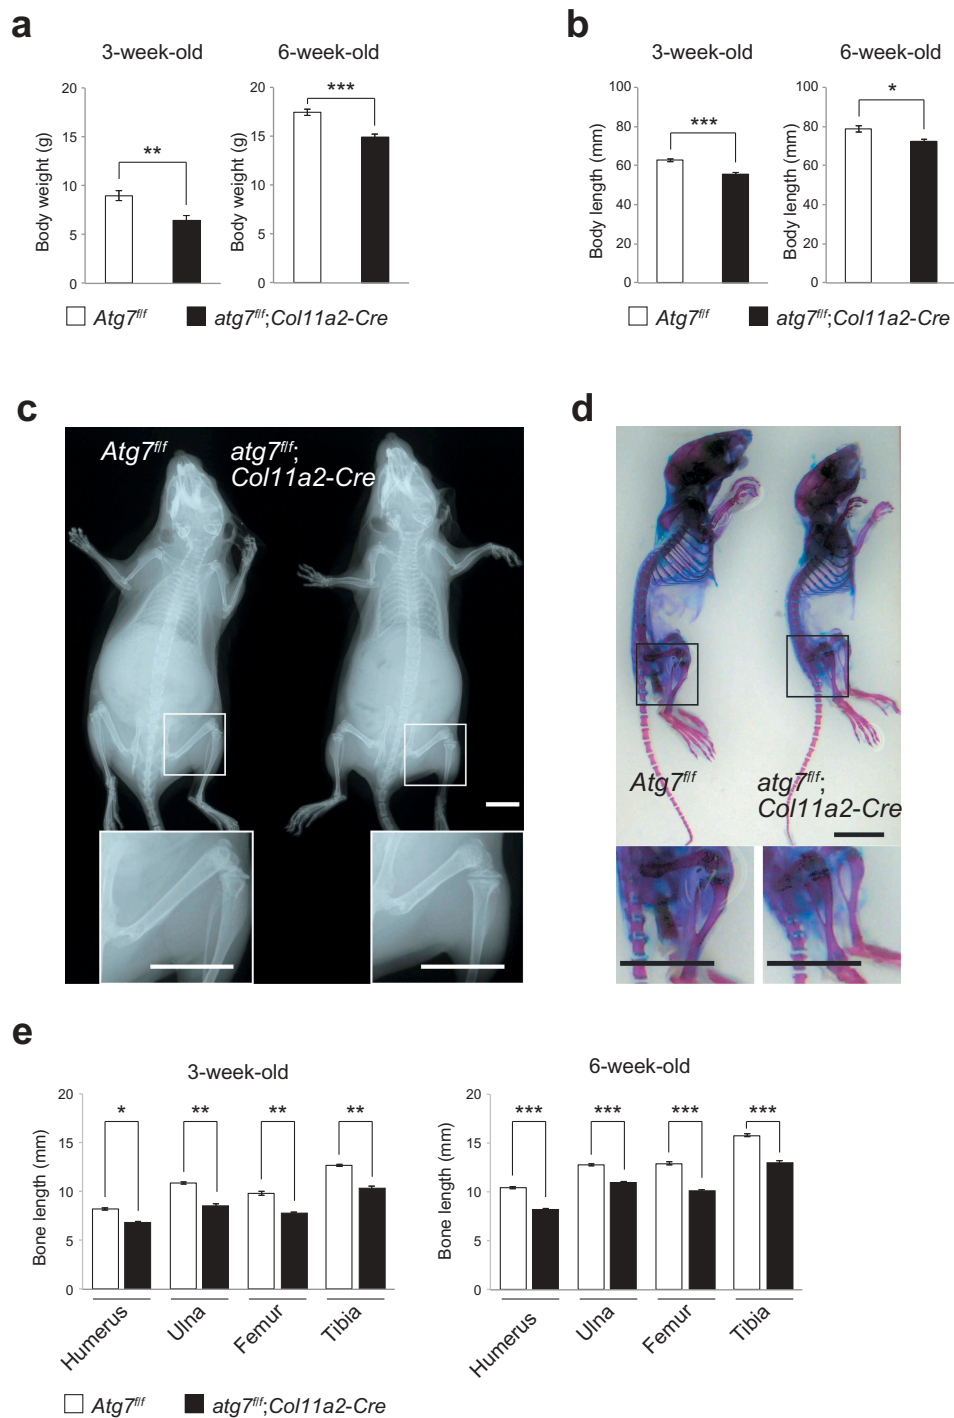 a
3-week-old
6-week-old
Body weight (g)
20
15
10
5
0
**
Body weight (g)
20
15
10
5
0
***
Atg7f/f
atg7f/f;Col11a2-Cre
b
3-week-old
6-week-old
Body length (mm)
100
80
60
40
20
0
***
Body length (mm)
100
80
60
40
20
0
*
Atg7f/f
atg7f/f;Col11a2-Cre
c
Atg7f/f
atg7f/f;
Col11a2-Cre
d
Atg7f/f
atg7f/f;
Col11a2-Cre
e
3-week-old
Bone length (mm)
20
15
10
5
0
* ** ** **
Humerus
Ulna
Femur
Tibia
6-week-old
Bone length (mm)
20
15
10
5
0
*** *** *** ***
Humerus
Ulna
Femur
Tibia
Atg7f/f
atg7f/f;Col11a2-Cre